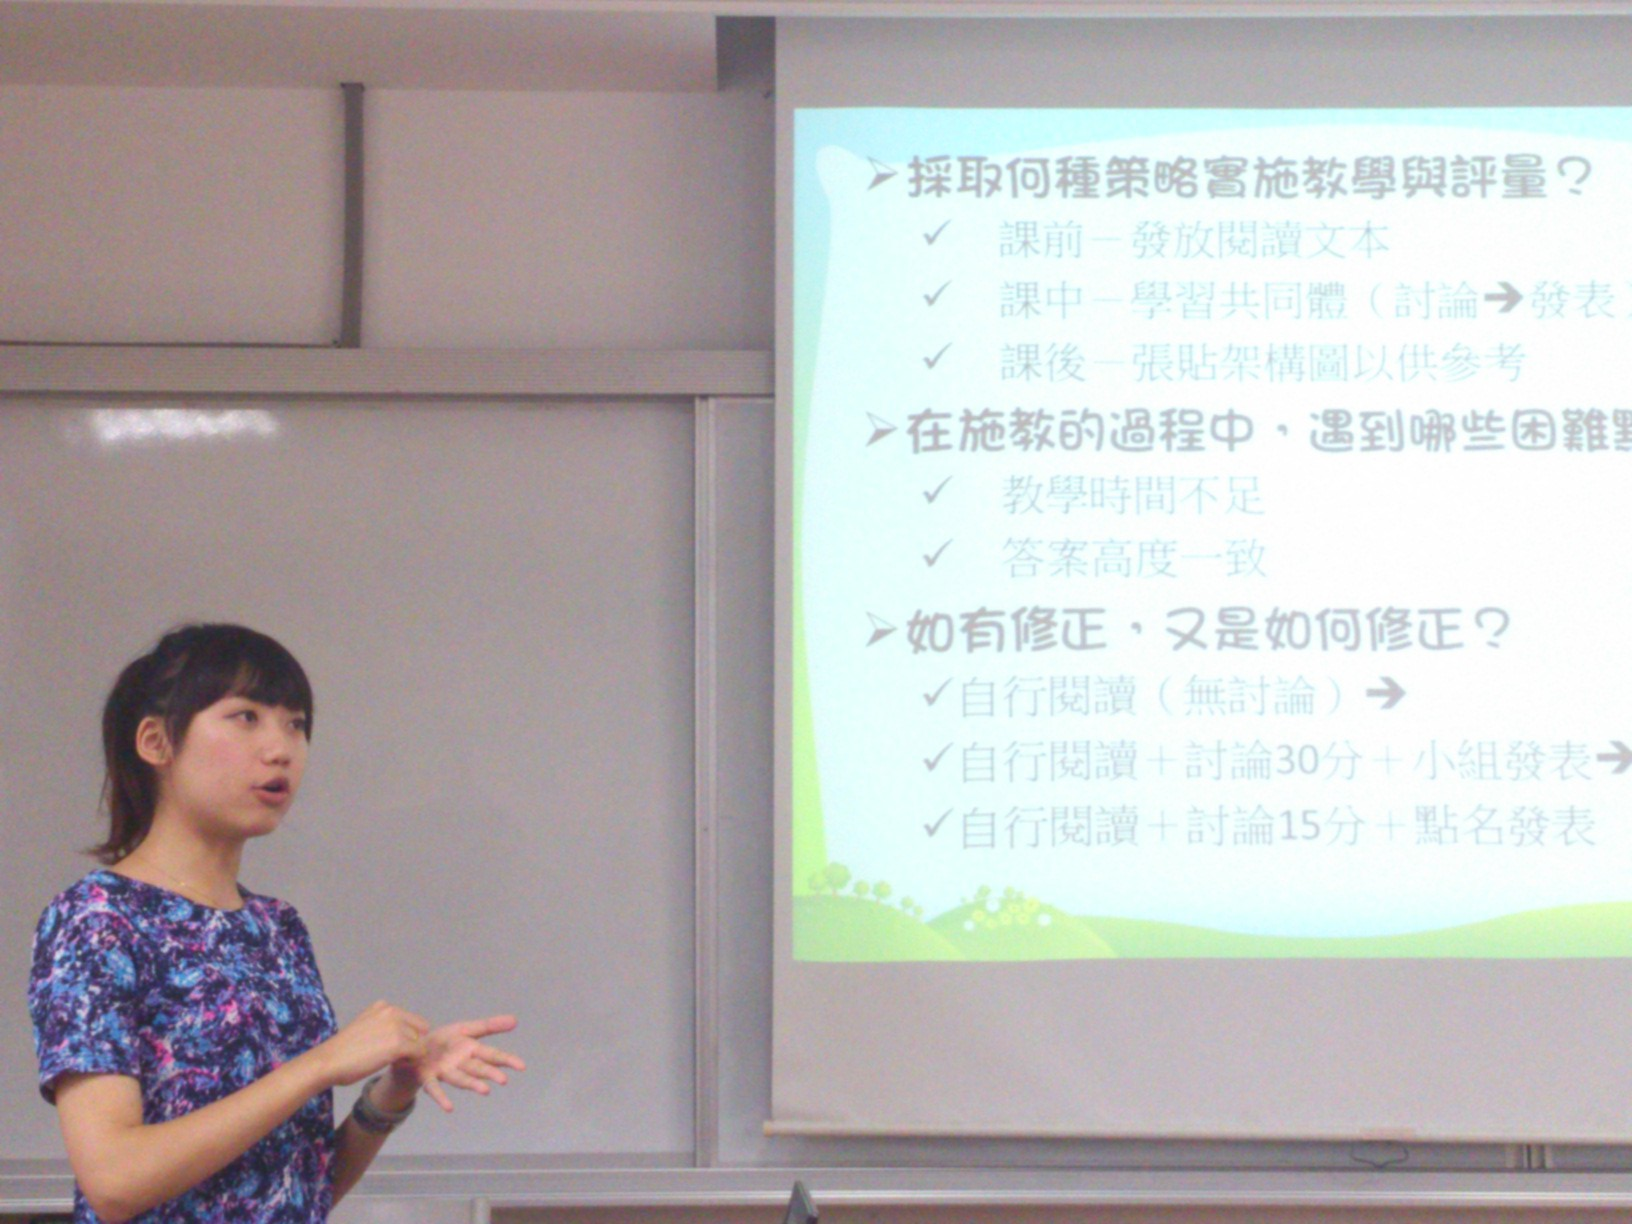 ➢採取何種策略實施教學與評量？
✓ 課前－發放閱讀文本
✓ 課中－學習共同體（討論➔發表）
✓ 課後－張貼架構圖以供參考
➢在施教的過程中，遇到哪些困難點
✓ 教學時間不足
✓ 答案高度一致
➢如有修正，又是如何修正？
✓自行閱讀（無討論）➔
✓自行閱讀＋討論30分＋小組發表➔
✓自行閱讀＋討論15分＋點名發表